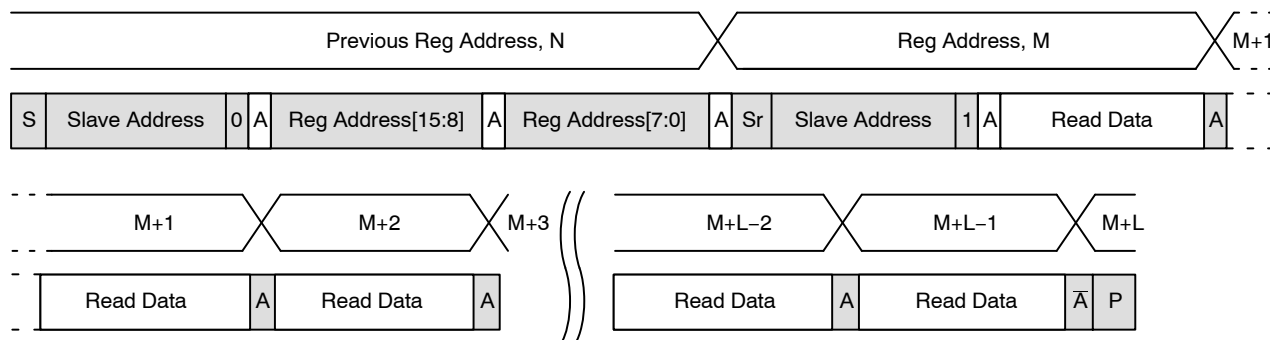 Previous Reg Address, N Reg Address, M M+1
S Slave Address 0 A Reg Address[15:8] A Reg Address[7:0] A Sr Slave Address 1 A Read Data A
M+1 M+2 M+3 M+L−2 M+L−1 M+L
Read Data A Read Data A Read Data A Read Data A̅ P